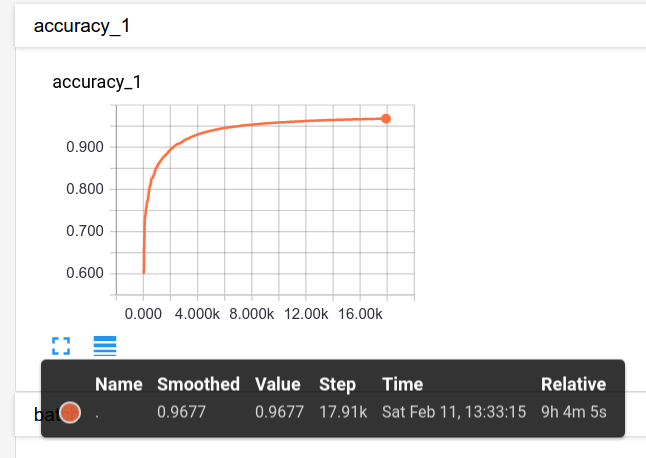 accuracy_1
accuracy_1
0.900
0.800
0.700
0.600
0.000 4.000k 8.000k 12.00k 16.00k
Name Smoothed Value Step Time Relative
. 0.9677 0.9677 17.91k Sat Feb 11, 13:33:15 9h 4m 5s